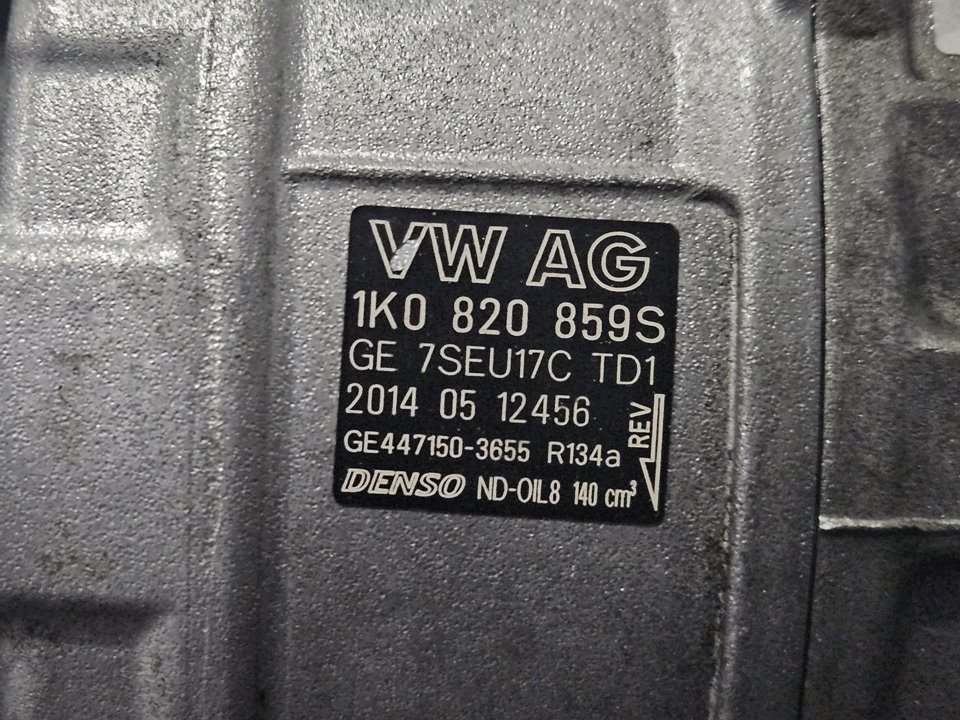 VW AG
1K0 820 859S
GE 7SEU17C TD1
2014 05 12456
GE447150-3655 R134a
REV
DENSO ND-OIL8 140 cm³